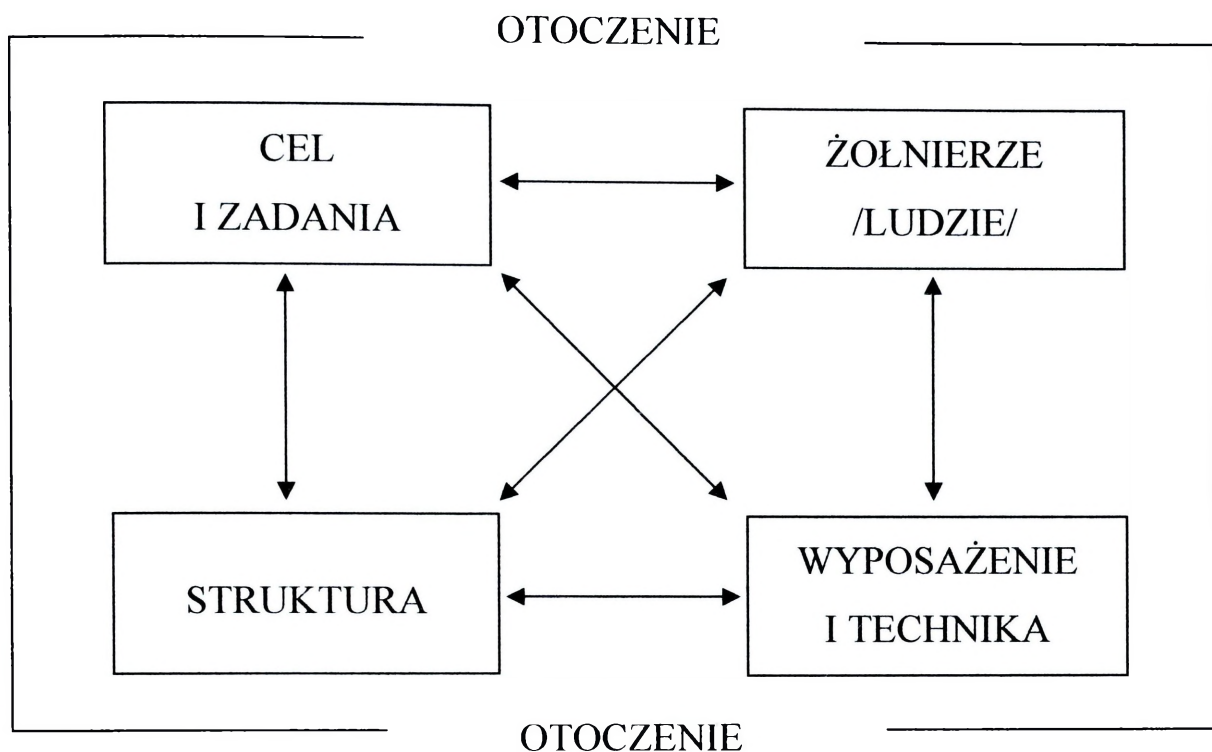 OTOCZENIE
CEL
I ZADANIA
ŻOŁNIERZE
/LUDZIE/
STRUKTURA
WYPOSAŻENIE
I TECHNIKA
OTOCZENIE